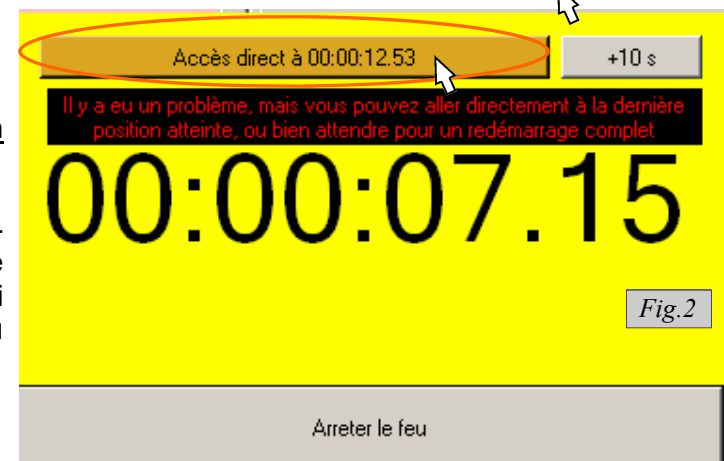 Accès direct à 00:00:12.53
+10 s
Il y a eu un problème, mais vous pouvez aller directement à la dernière
position atteinte, ou bien attendre pour un redémarrage complet
00:00:07.15
Fig.2
Arreter le feu